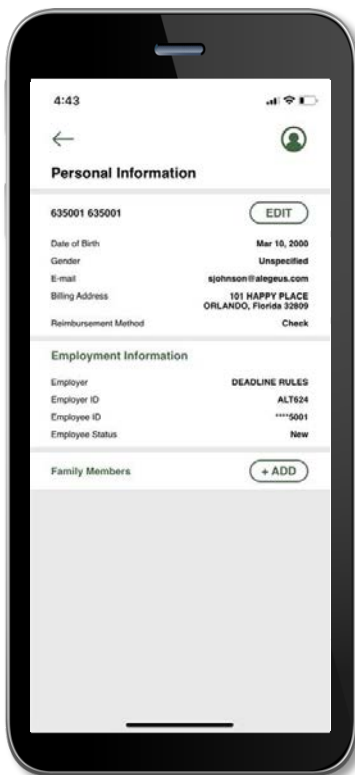 4:43
Personal Information
635001 635001 EDIT
Date of Birth Mar 10, 2000
Gender Unspecified
E-mail sjohnson@alegeus.com
Billing Address 101 HAPPY PLACE
ORLANDO, Florida 32809
Reimbursement Method Check
Employment Information
Employer DEADLINE RULES
Employer ID ALT624
Employee ID ****5001
Employee Status New
Family Members + ADD